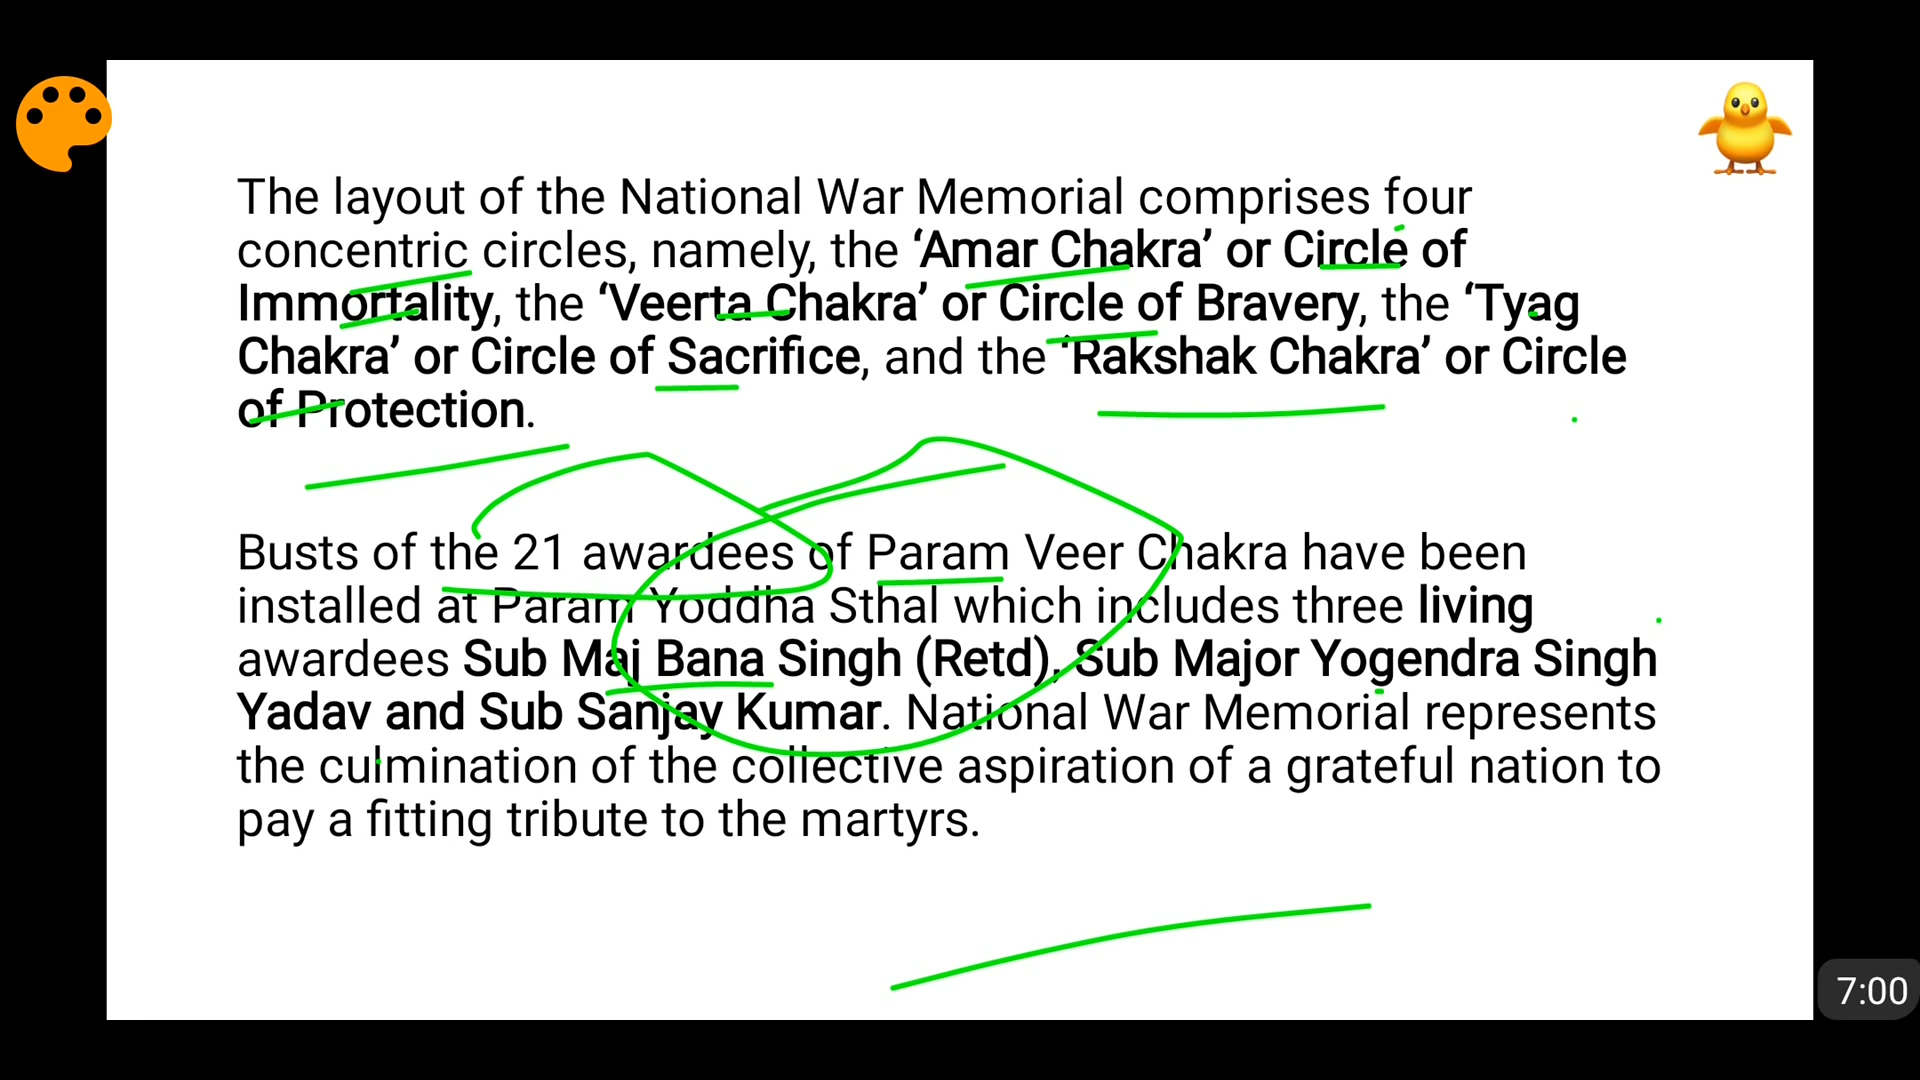 The layout of the National War Memorial comprises four
concentric circles, namely, the ‘Amar Chakra’ or Circle of
Immortality, the ‘Veerta Chakra’ or Circle of Bravery, the ‘Tyag
Chakra’ or Circle of Sacrifice, and the ‘Rakshak Chakra’ or Circle
of Protection.
Busts of the 21 awardees of Param Veer Chakra have been
installed at Param Yoddha Sthal which includes three living
awardees Sub Maj Bana Singh (Retd), Sub Major Yogendra Singh
Yadav and Sub Sanjay Kumar. National War Memorial represents
the culmination of the collective aspiration of a grateful nation to
pay a fitting tribute to the martyrs.
7:00